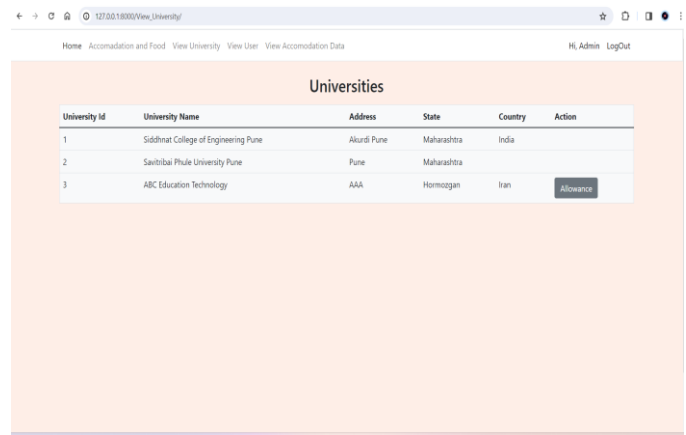 127.0.0.1:8000/View_University/
Home Accomadation and Food View University View User View Accomodation Data Hi, Admin LogOut
Universities
University Id University Name Address State Country Action
1 Siddhnat College of Engineering Pune Akurdi Pune Maharashtra India
2 Savitribai Phule University Pune Pune Maharashtra
3 ABC Education Technology AAA Hormozgan Iran Allowance